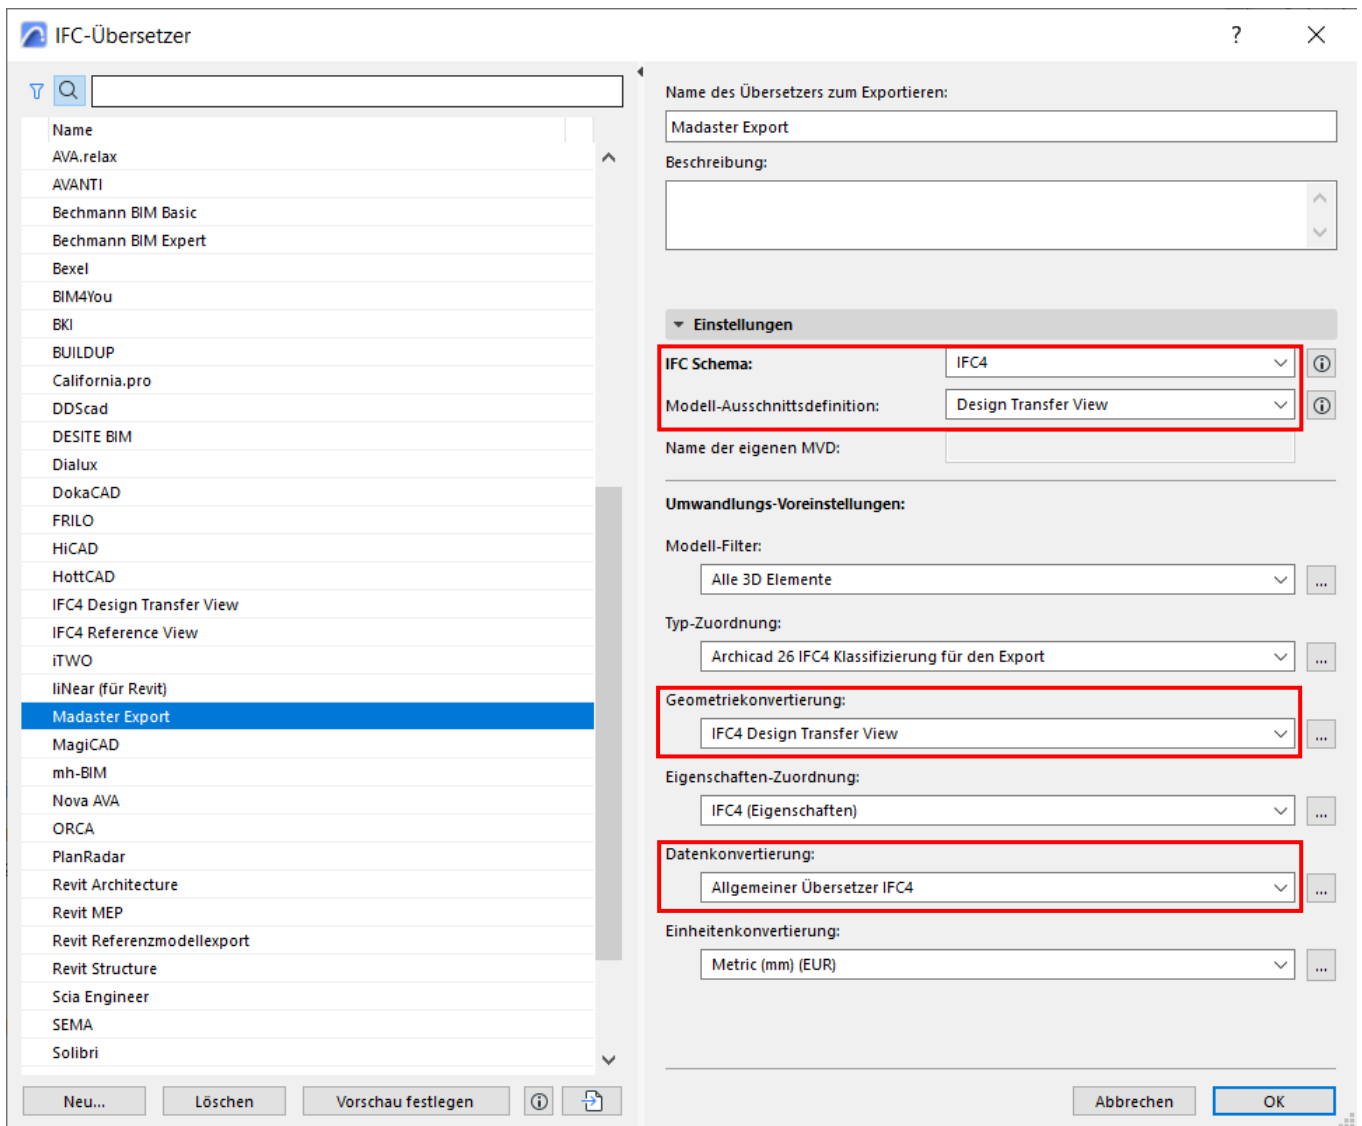 IFC-Übersetzer
?
Name
AVA.relax
AVANTI
Bechmann BIM Basic
Bechmann BIM Expert
Bexel
BIM4You
BKI
BUILDUP
California.pro
DDScad
DESITE BIM
Dialux
DokaCAD
FRILO
HiCAD
HottCAD
IFC4 Design Transfer View
IFC4 Reference View
iTWO
liNear (für Revit)
Madaster Export
MagiCAD
mh-BIM
Nova AVA
ORCA
PlanRadar
Revit Architecture
Revit MEP
Revit Referenzmodellexport
Revit Structure
Scia Engineer
SEMA
Solibri
Neu...
Löschen
Vorschau festlegen
Name des Übersetzers zum Exportieren:
Madaster Export
Beschreibung:
Einstellungen
IFC Schema:
IFC4
Modell-Ausschnittsdefinition:
Design Transfer View
Name der eigenen MVD:
Umwandlungs-Voreinstellungen:
Modell-Filter:
Alle 3D Elemente
...
Typ-Zuordnung:
Archicad 26 IFC4 Klassifizierung für den Export
...
Geometriekonvertierung:
IFC4 Design Transfer View
...
Eigenschaften-Zuordnung:
IFC4 (Eigenschaften)
...
Datenkonvertierung:
Allgemeiner Übersetzer IFC4
...
Einheitenkonvertierung:
Metric (mm) (EUR)
...
Abbrechen
OK